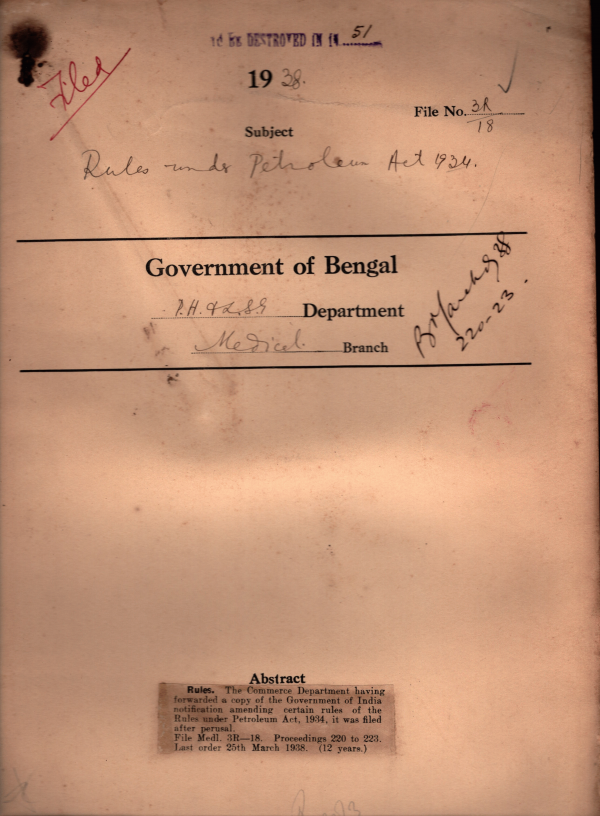 TO BE DESTROYED IN 19 51
Filed
1938.
File No. 3R/18
Subject
Rules under Petroleum Act 1934.
Government of Bengal
P.H. & L.S.G Department
Medical Branch
B March 38
220-23.
Abstract
Rules. The Commerce Department having
forwarded a copy of the Government of India
notification amending certain rules of the
Rules under Petroleum Act, 1934, it was filed
after perusal.
File Medl. 3R—18. Proceedings 220 to 223.
Last order 25th March 1938. (12 years.)